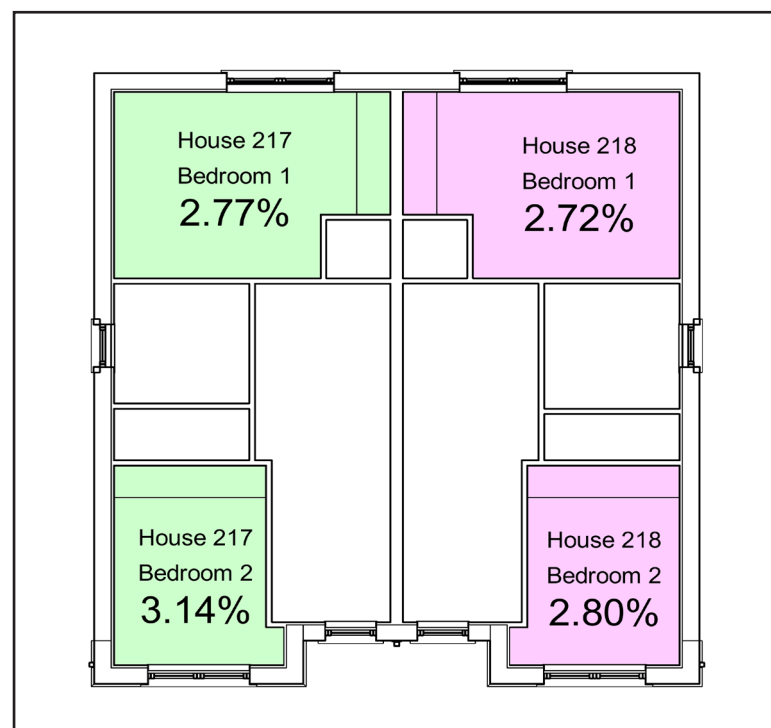 House 217
Bedroom 1
2.77%
House 218
Bedroom 1
2.72%
House 217
Bedroom 2
3.14%
House 218
Bedroom 2
2.80%